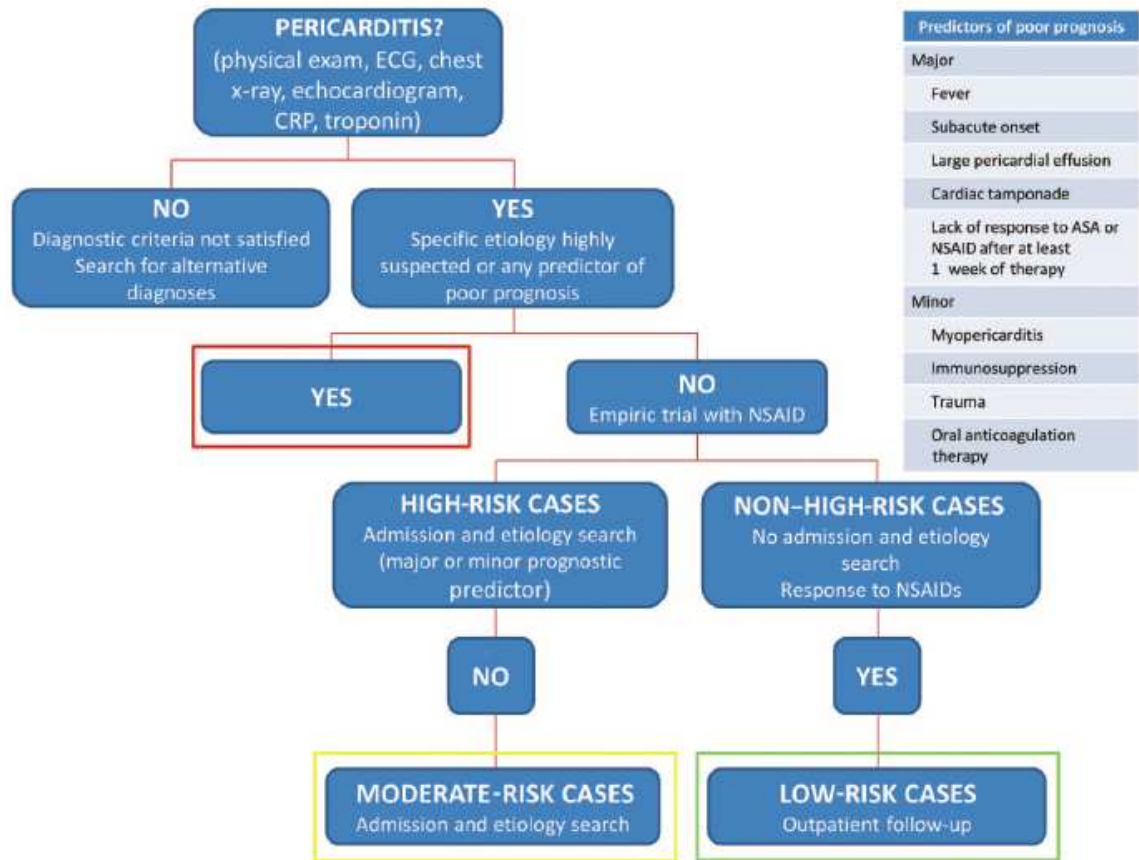 PERICARDITIS?
(physical exam, ECG, chest
x-ray, echocardiogram,
CRP, troponin)
NO
Diagnostic criteria not satisfied
Search for alternative
diagnoses
YES
Specific etiology highly
suspected or any predictor of
poor prognosis
YES
NO
Empiric trial with NSAID
HIGH-RISK CASES
Admission and etiology search
(major or minor prognostic
predictor)
NON–HIGH-RISK CASES
No admission and etiology
search
Response to NSAIDs
NO
YES
MODERATE-RISK CASES
Admission and etiology search
LOW-RISK CASES
Outpatient follow-up
Predictors of poor prognosis
Major
Fever
Subacute onset
Large pericardial effusion
Cardiac tamponade
Lack of response to ASA or
NSAID after at least
1 week of therapy
Minor
Myopericarditis
Immunosuppression
Trauma
Oral anticoagulation
therapy